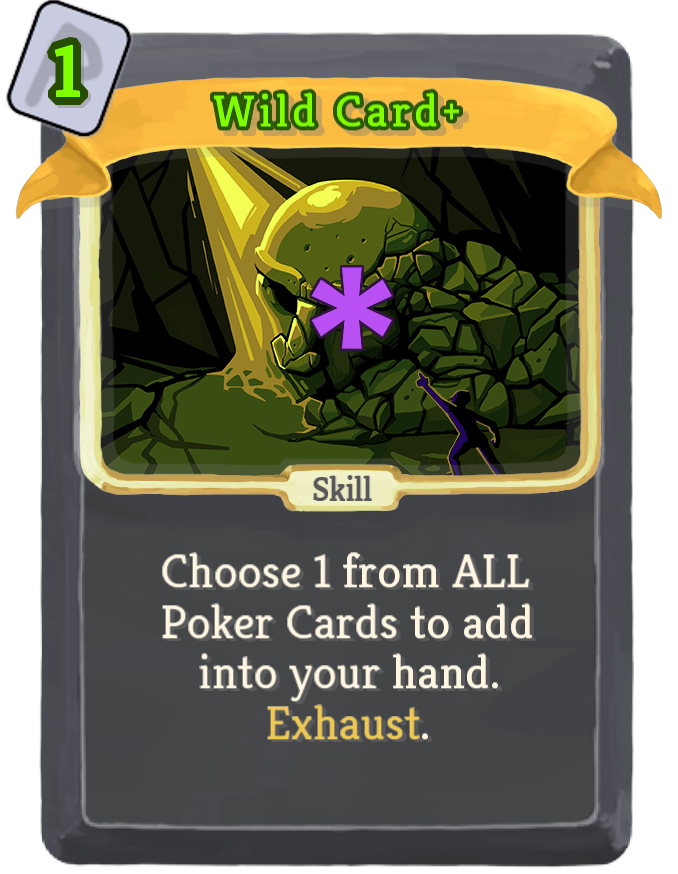 1
Wild Card+
Skill
Choose 1 from ALL
Poker Cards to add
into your hand.
Exhaust.